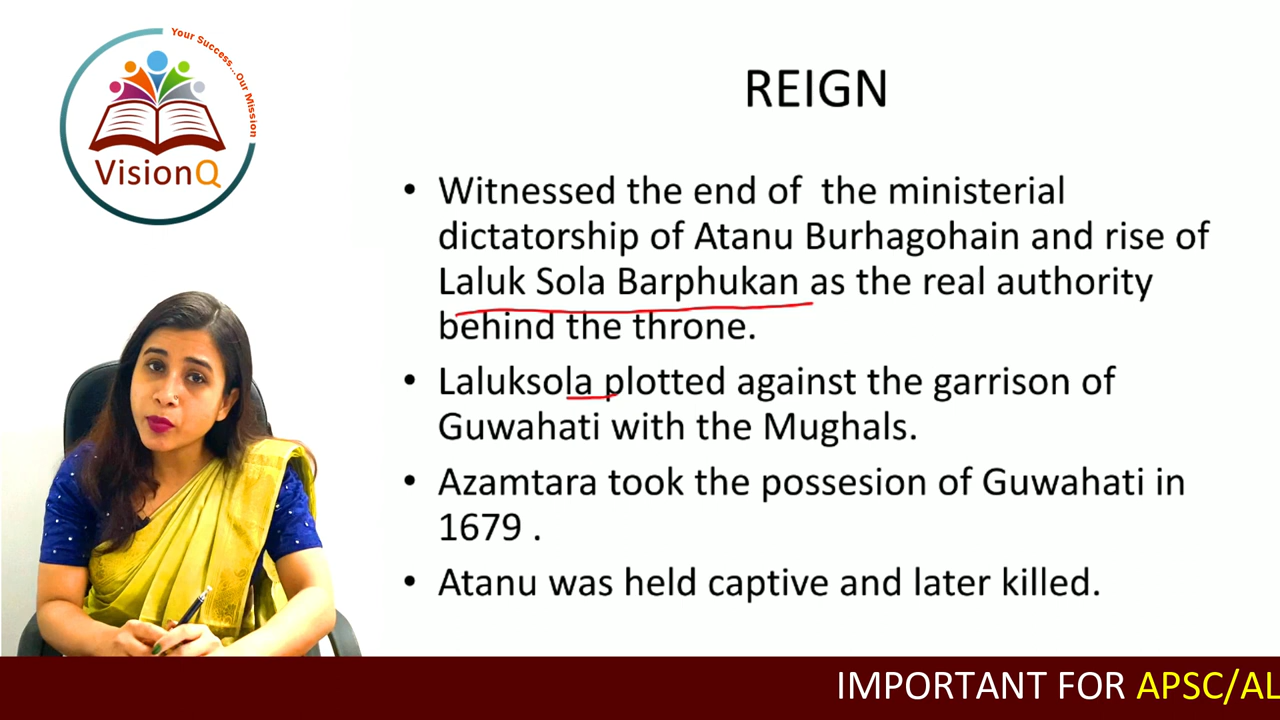 Your Success...Our Mission
VisionQ
REIGN
• Witnessed the end of the ministerial
dictatorship of Atanu Burhagohain and rise of
Laluk Sola Barphukan as the real authority
behind the throne.
• Laluksola plotted against the garrison of
Guwahati with the Mughals.
• Azamtara took the possesion of Guwahati in
1679 .
• Atanu was held captive and later killed.
IMPORTANT FOR APSC/AL